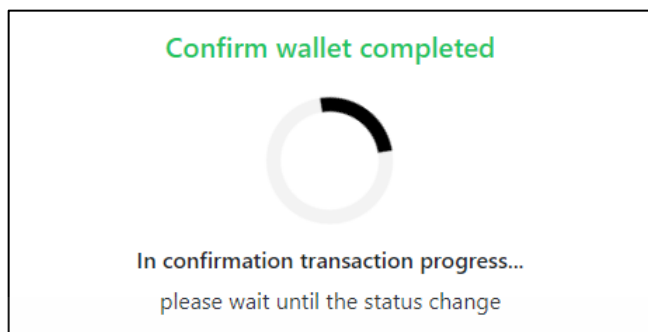 Confirm wallet completed
In confirmation transaction progress...
please wait until the status change